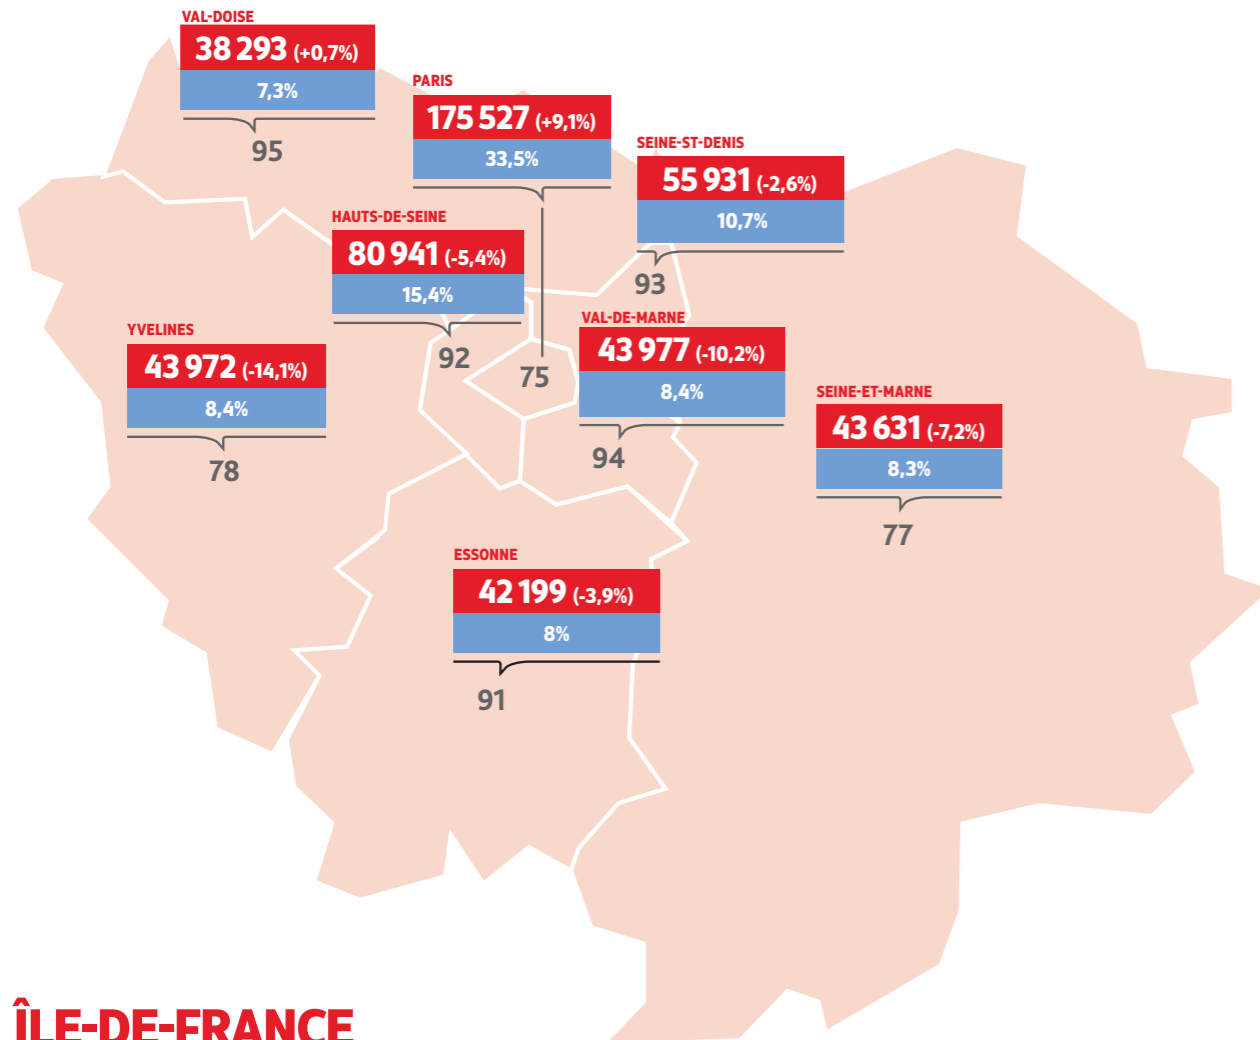 VAL-DOISE
38 293 (+0,7%)
7,3%
95
PARIS
175 527 (+9,1%)
33,5%
SEINE-ST-DENIS
55 931 (-2,6%)
10,7%
93
HAUTS-DE-SEINE
80 941 (-5,4%)
15,4%
92
75
VAL-DE-MARNE
43 977 (-10,2%)
8,4%
94
YVELINES
43 972 (-14,1%)
8,4%
78
SEINE-ET-MARNE
43 631 (-7,2%)
8,3%
77
ESSONNE
42 199 (-3,9%)
8%
91
ÎLE-DE-FRANCE